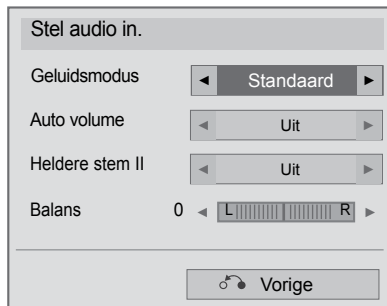 Stel audio in.
Geluidsmodus ◄ Standaard ►
Auto volume ◄ Uit ►
Heldere stem II ◄ Uit ►
Balans 0 ◄ L R ►
Vorige